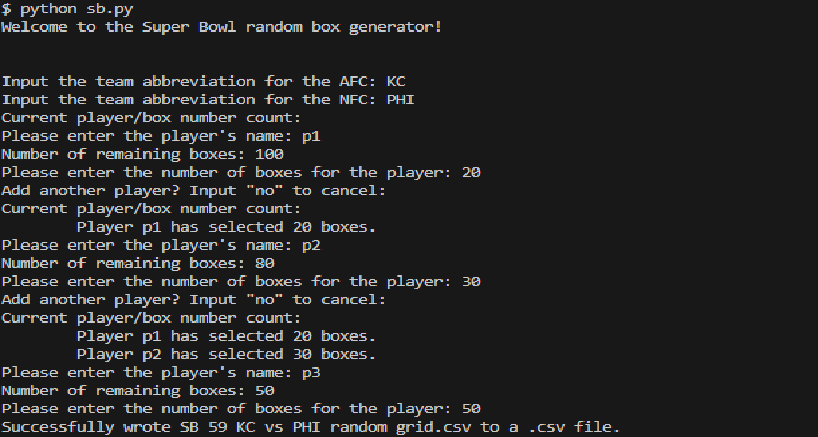 $ python sb.py
Welcome to the Super Bowl random box generator!
Input the team abbreviation for the AFC: KC
Input the team abbreviation for the NFC: PHI
Current player/box number count:
Please enter the player's name: p1
Number of remaining boxes: 100
Please enter the number of boxes for the player: 20
Add another player? Input "no" to cancel:
Current player/box number count:
        Player p1 has selected 20 boxes.
Please enter the player's name: p2
Number of remaining boxes: 80
Please enter the number of boxes for the player: 30
Add another player? Input "no" to cancel:
Current player/box number count:
        Player p1 has selected 20 boxes.
        Player p2 has selected 30 boxes.
Please enter the player's name: p3
Number of remaining boxes: 50
Please enter the number of boxes for the player: 50
Successfully wrote SB 59 KC vs PHI random grid.csv to a .csv file.